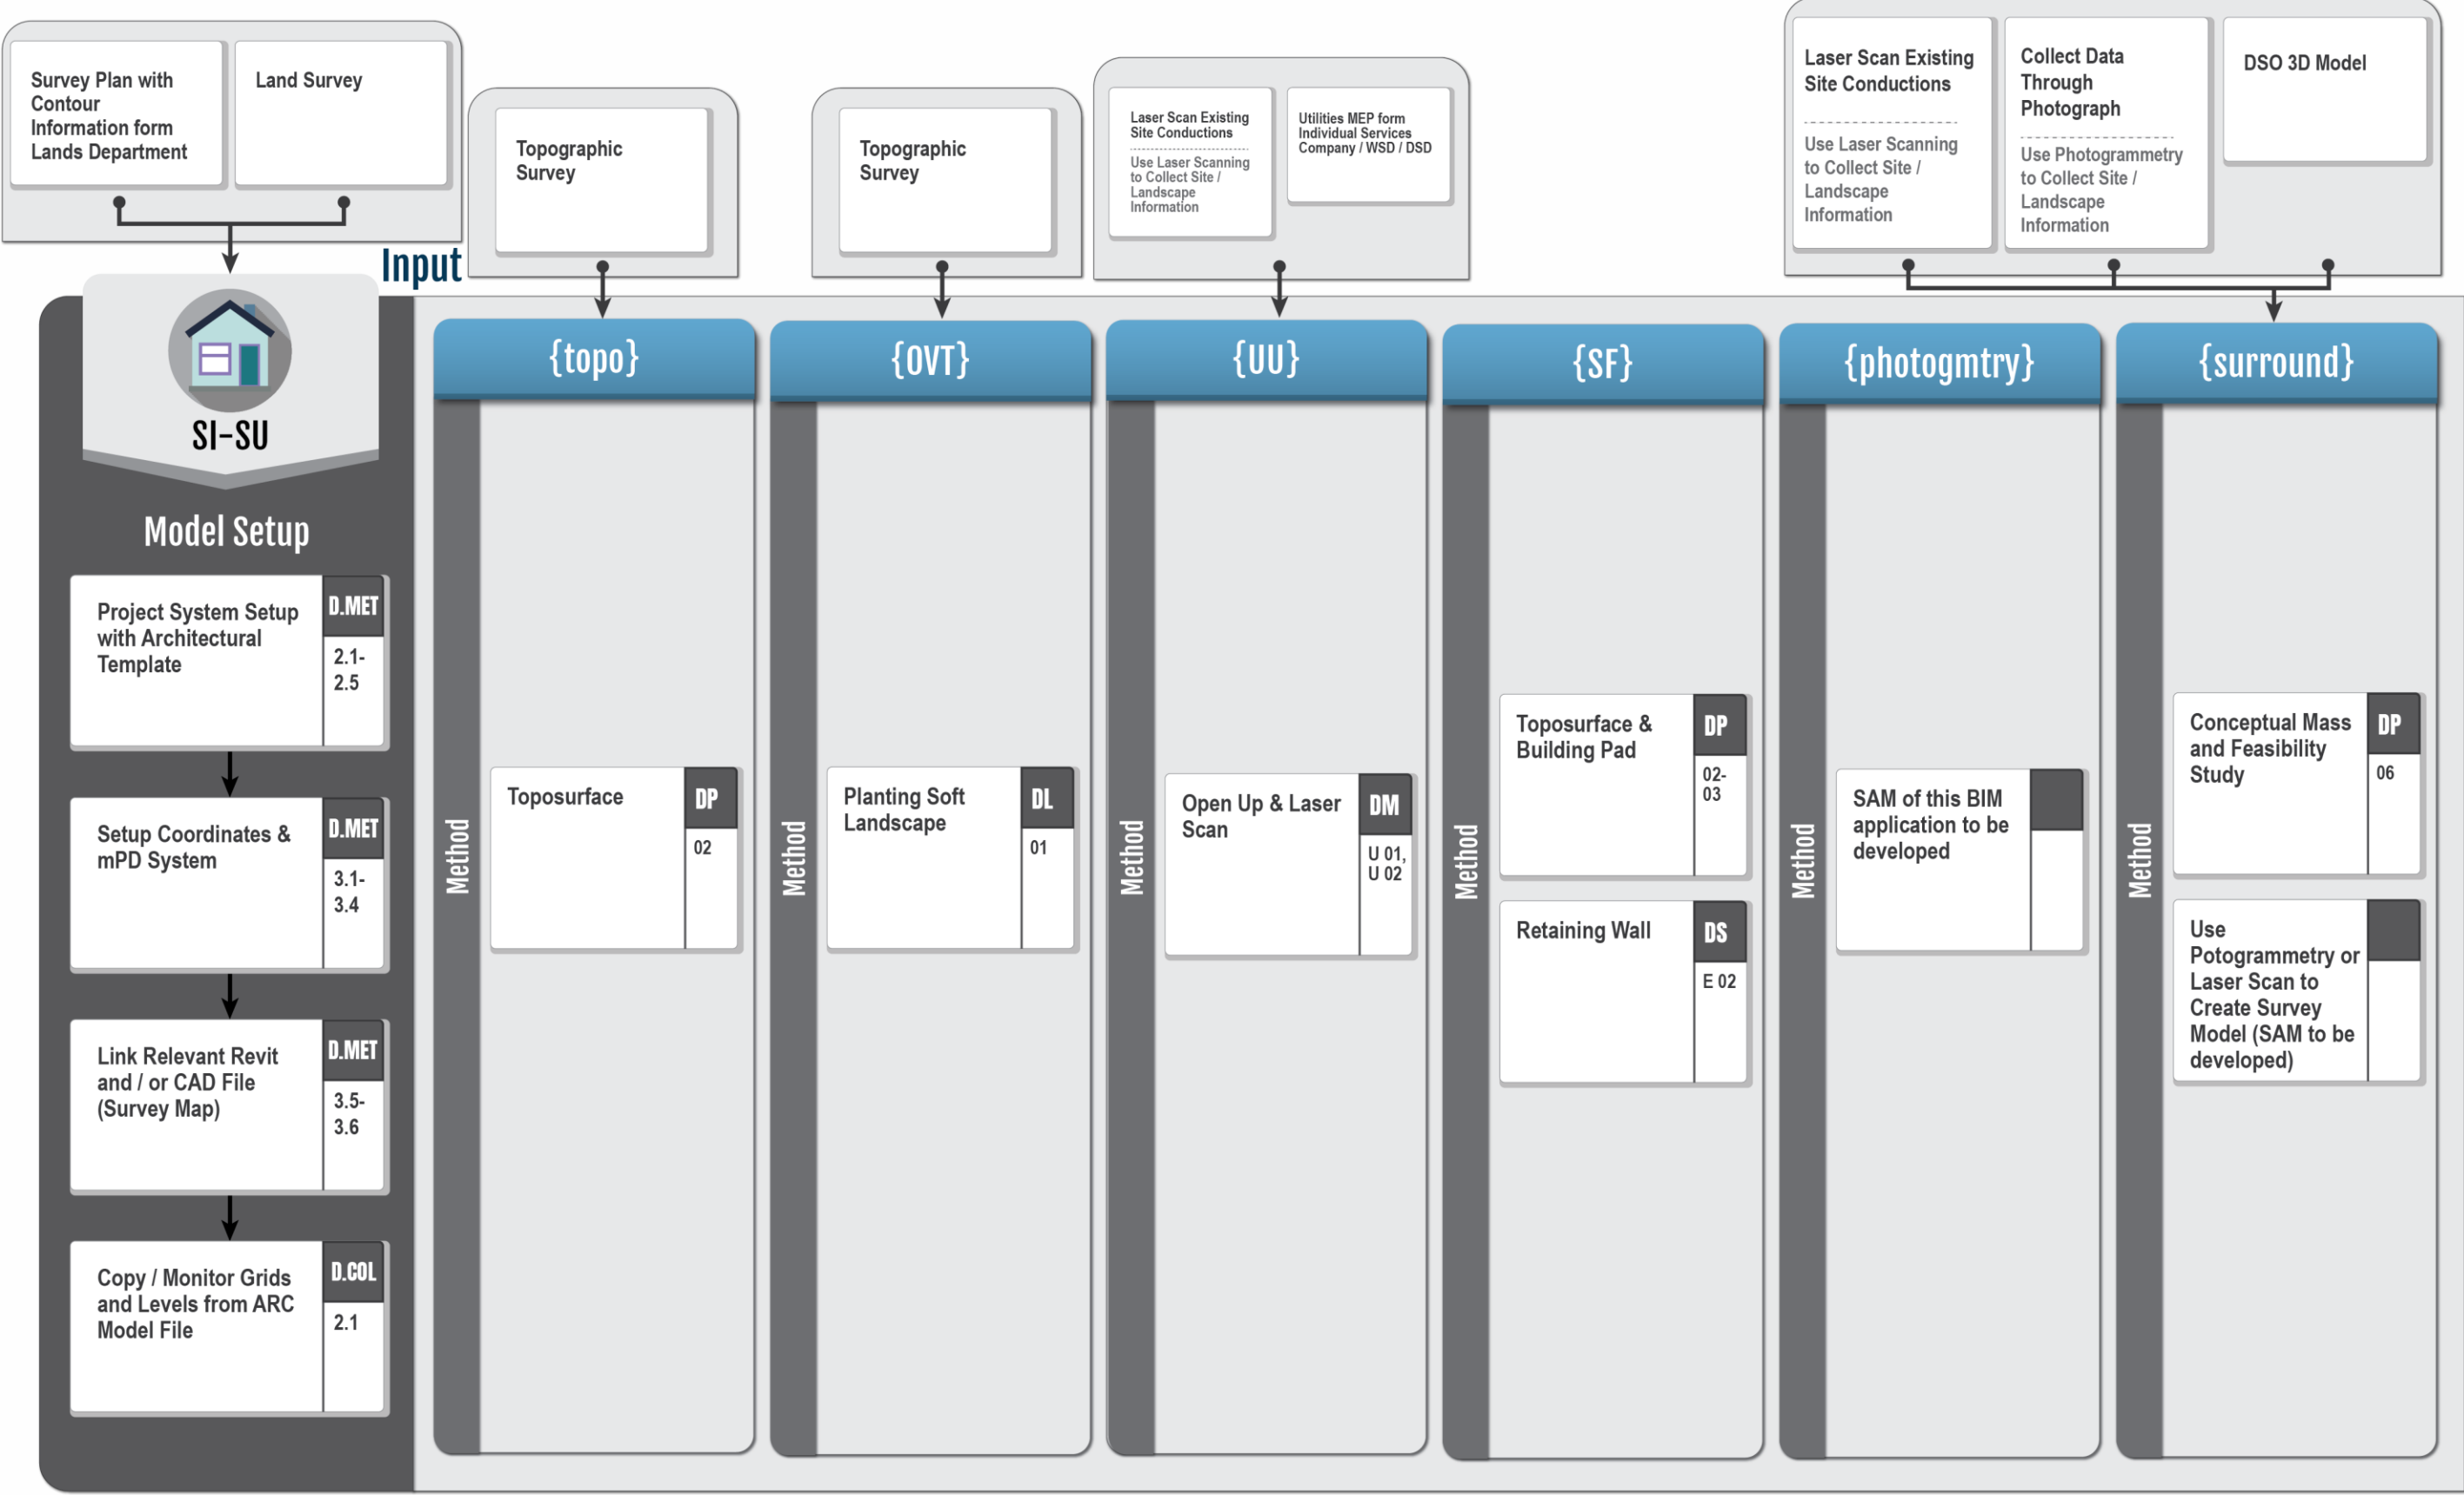 Survey Plan with
Contour
Information form
Lands Department
Land Survey
Input
Topographic
Survey
Topographic
Survey
Laser Scan Existing
Site Conductions
Use Laser Scanning
to Collect Site /
Landscape
Information
Utilities MEP form
Individual Services
Company / WSD / DSD
Laser Scan Existing
Site Conductions
Use Laser Scanning
to Collect Site /
Landscape
Information
Collect Data
Through
Photograph
Use Photogrammetry
to Collect Site /
Landscape
Information
DSO 3D Model
SI-SU
Model Setup
Project System Setup
with Architectural
Template
D.MET
2.1-
2.5
Setup Coordinates &
mPD System
D.MET
3.1-
3.4
Link Relevant Revit
and / or CAD File
(Survey Map)
D.MET
3.5-
3.6
Copy / Monitor Grids
and Levels from ARC
Model File
D.COL
2.1
{topo}
Method
Toposurface
DP
02
{OVT}
Method
Planting Soft
Landscape
DL
01
{UU}
Method
Open Up & Laser
Scan
DM
U 01,
U 02
{SF}
Method
Toposurface &
Building Pad
DP
02-
03
Retaining Wall
DS
E 02
{photogmtry}
Method
SAM of this BIM
application to be
developed
{surround}
Method
Conceptual Mass
and Feasibility
Study
DP
06
Use
Potogrammetry or
Laser Scan to
Create Survey
Model (SAM to be
developed)